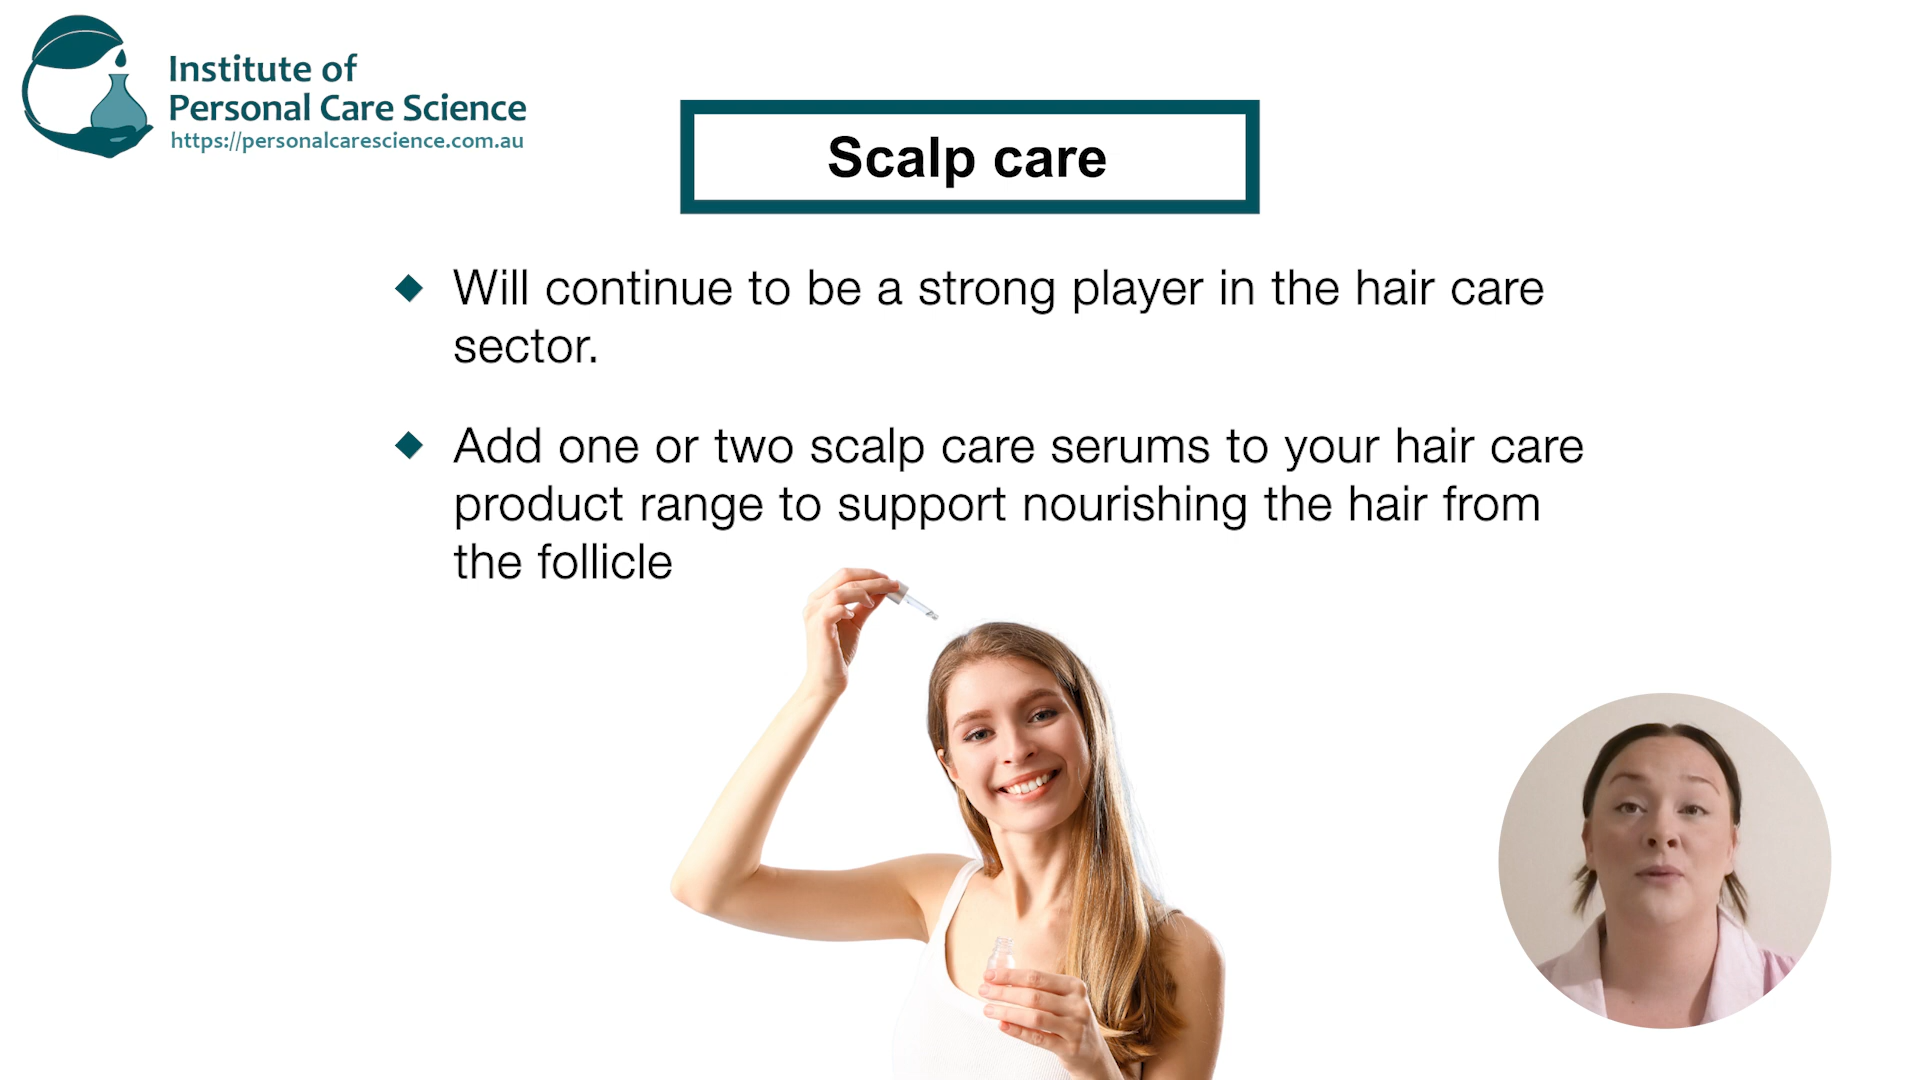 Institute of
Personal Care Science
https://personalcarescience.com.au
Scalp care
Will continue to be a strong player in the hair care
sector.
Add one or two scalp care serums to your hair care
product range to support nourishing the hair from
the follicle